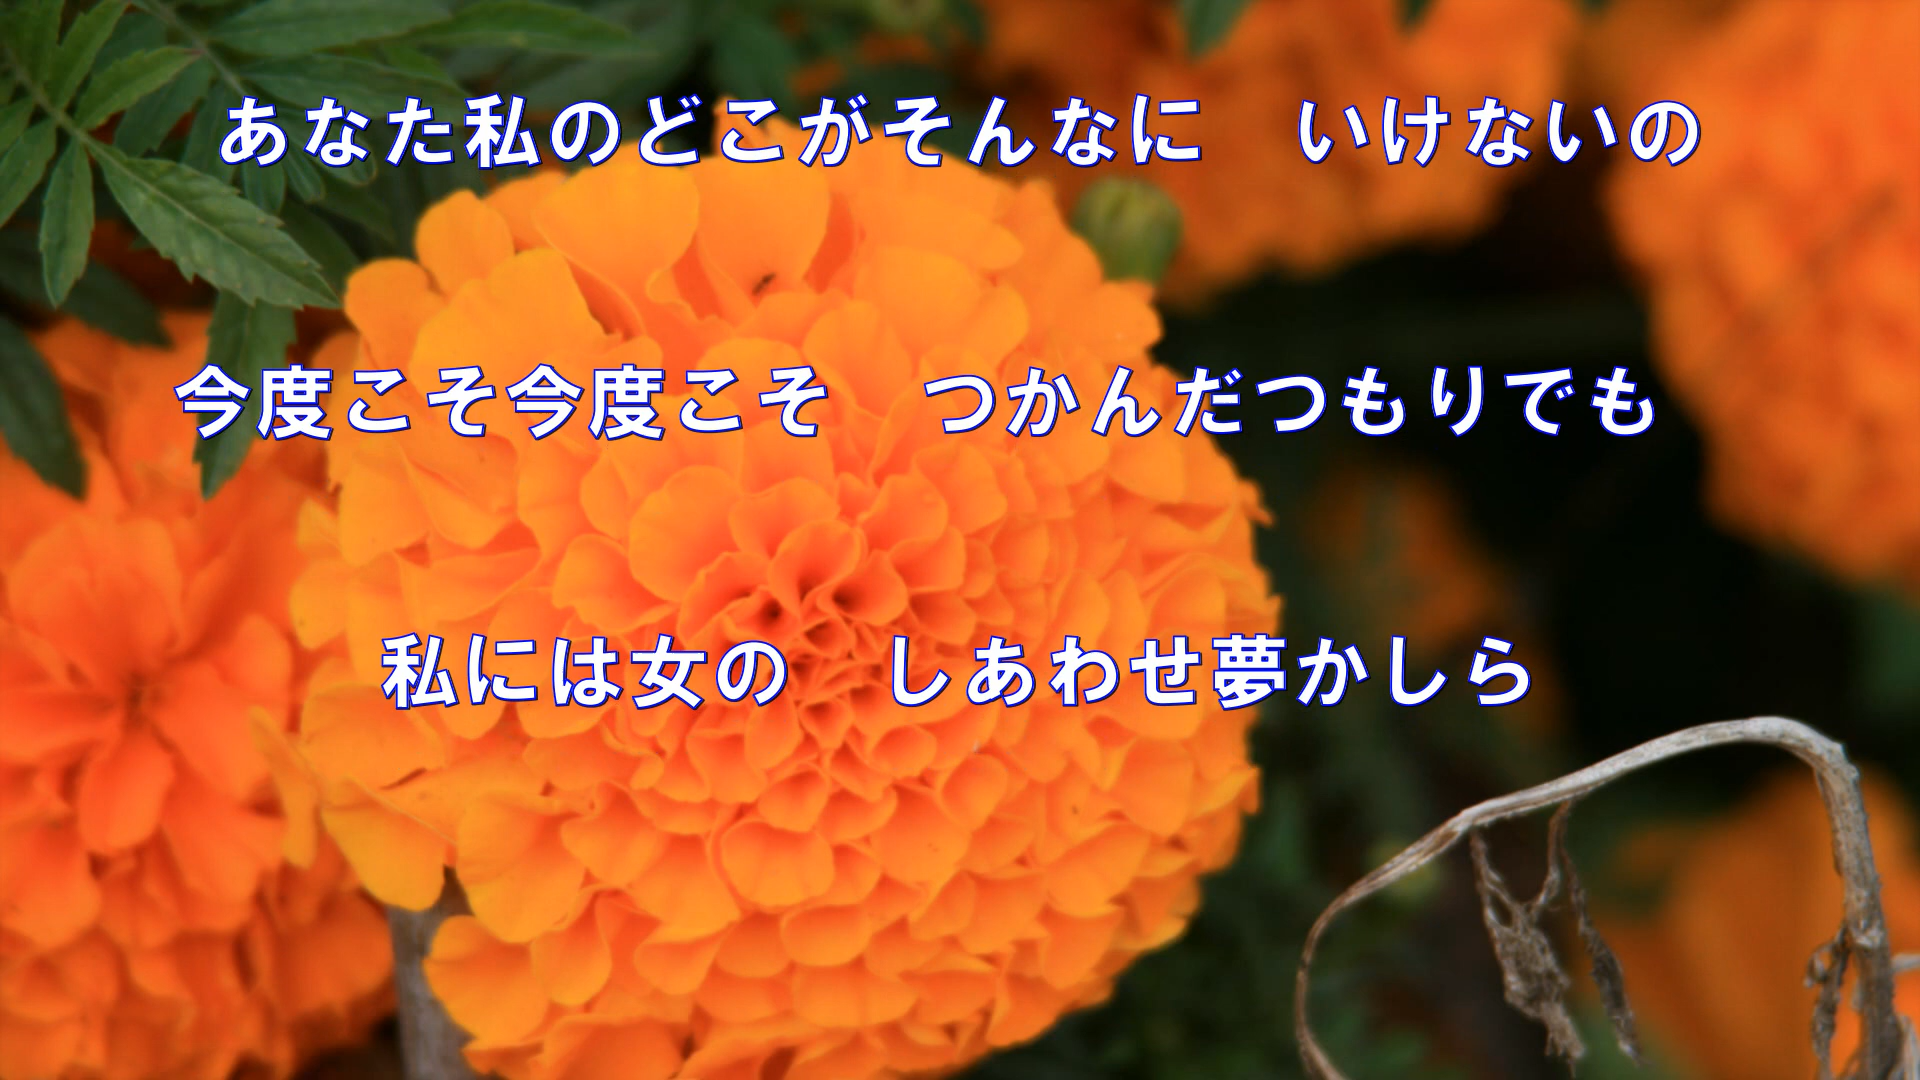 あなた私のどこがそんなに　いけないの
今度こそ今度こそ　つかんだつもりでも
私には女の　しあわせ夢かしら